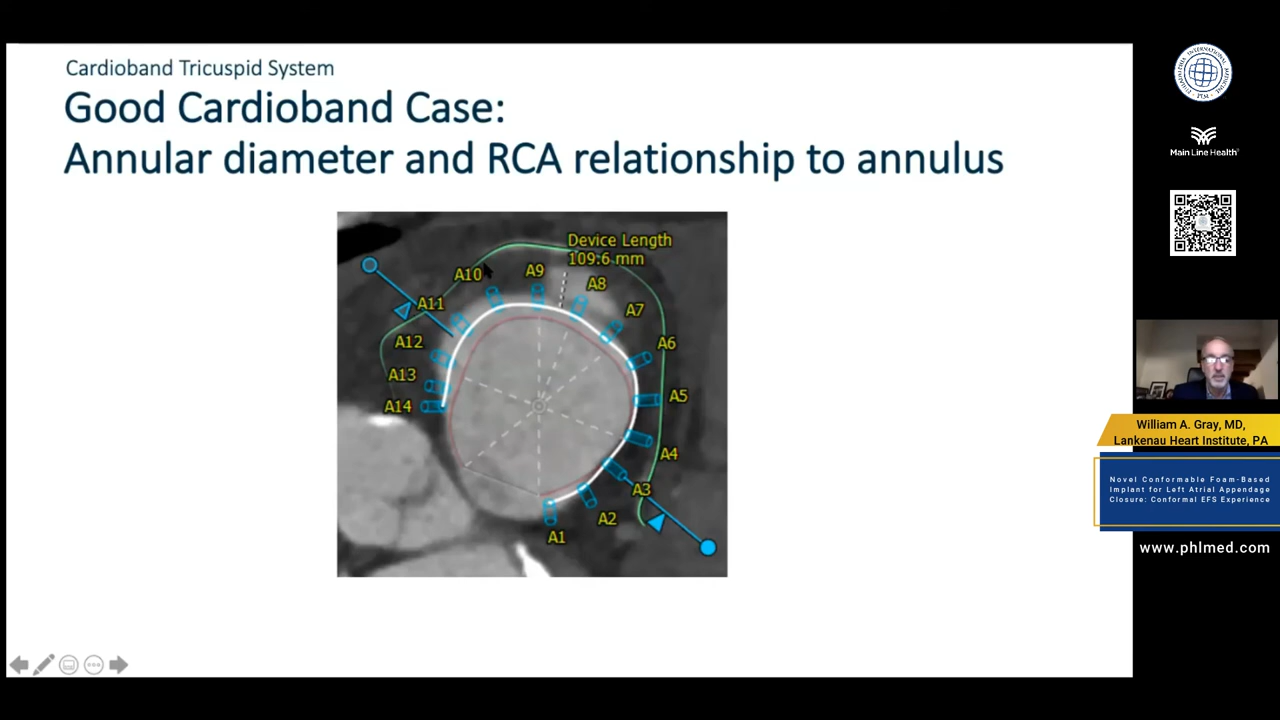 Cardioband Tricuspid System
Good Cardioband Case:
Annular diameter and RCA relationship to annulus
Device Length
109.6 mm
A10
A9
A8
A11
A7
A12
A6
A13
A5
A14
A4
A3
A2
A1
Main Line Health
William A. Gray, MD,
Lankenau Heart Institute, PA
Novel Conformable Foam-Based
Implant for Left Atrial Appendage
Closure: Conformal EFS Experience
www.phlmed.com